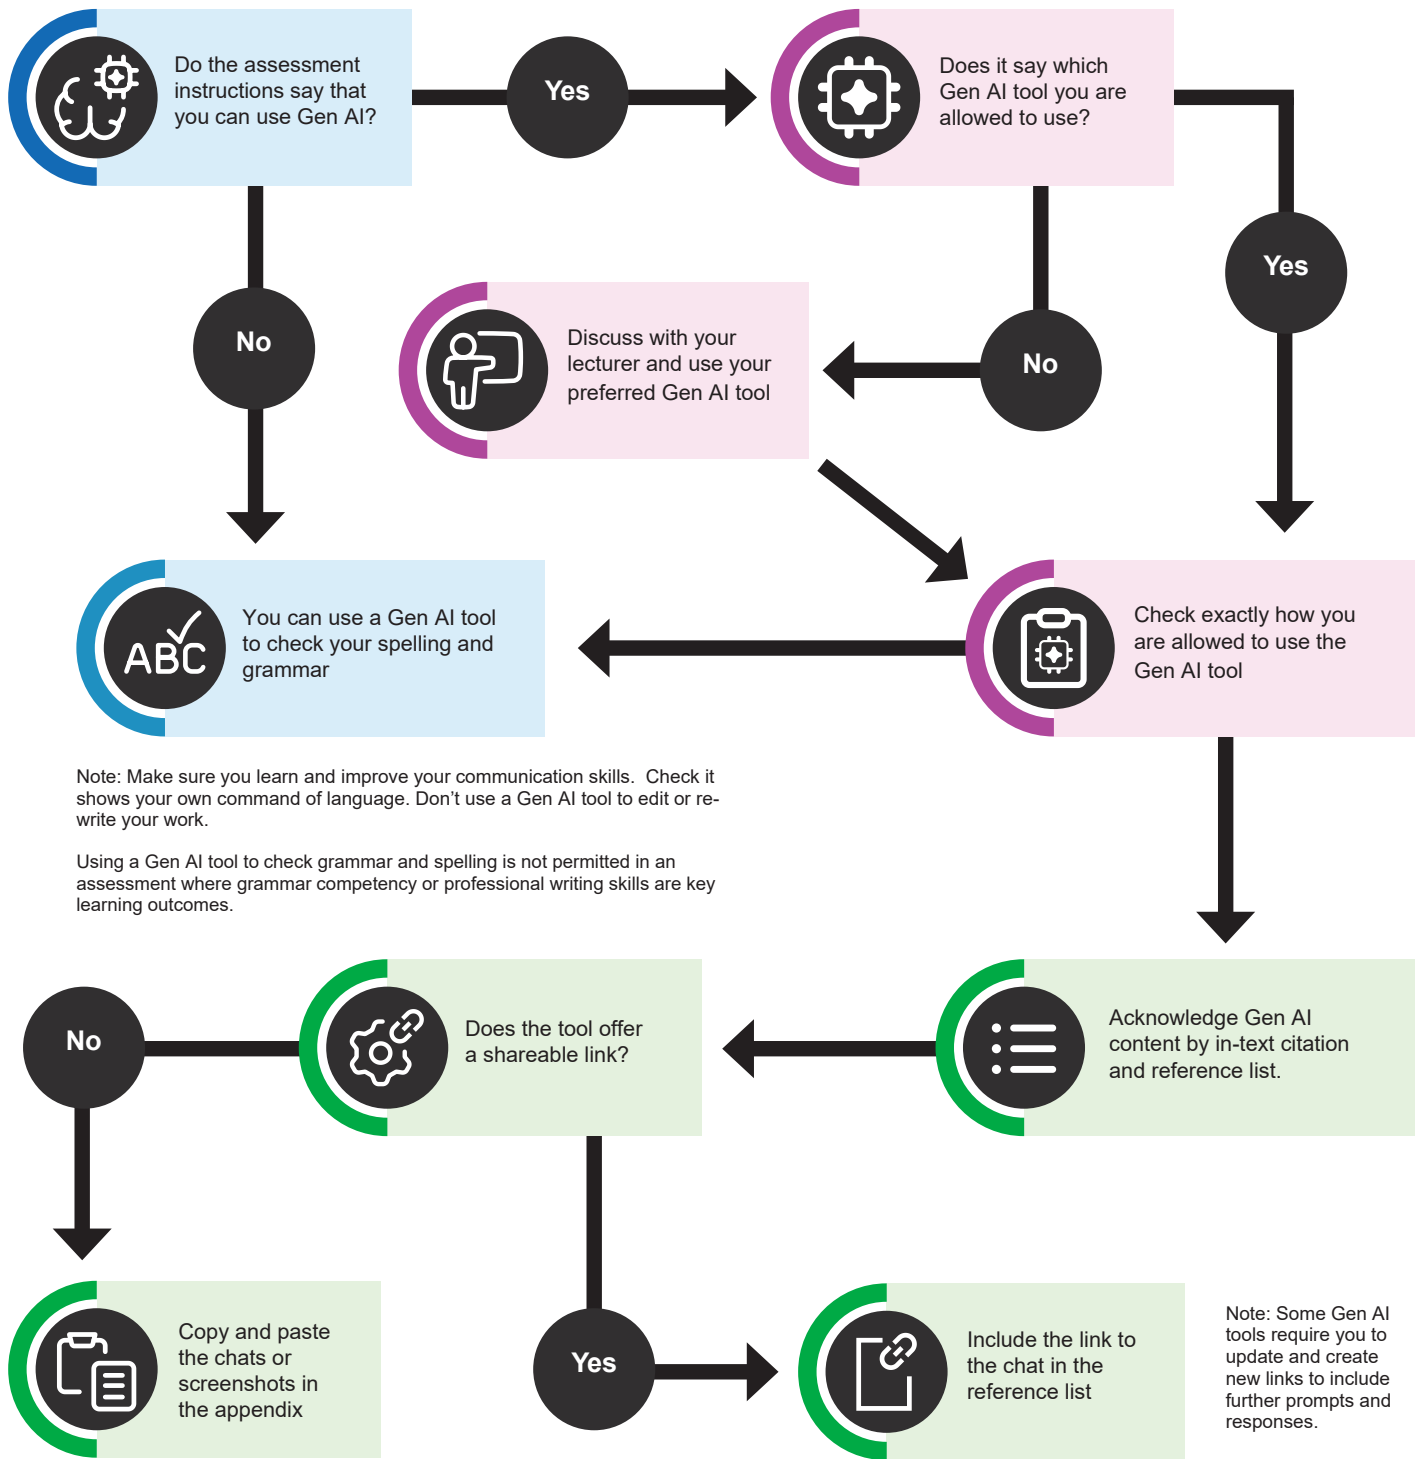 Do the assessment
instructions say that
you can use Gen AI?
Yes
Does it say which
Gen AI tool you are
allowed to use?
Yes
No
No
Discuss with your
lecturer and use your
preferred Gen AI tool
ABC
You can use a Gen AI tool
to check your spelling and
grammar
Check exactly how you
are allowed to use the
Gen AI tool
Note: Make sure you learn and improve your communication skills.  Check it
shows your own command of language. Don’t use a Gen AI tool to edit or re-
write your work.
Using a Gen AI tool to check grammar and spelling is not permitted in an
assessment where grammar competency or professional writing skills are key
learning outcomes.
No
Does the tool offer
a shareable link?
Acknowledge Gen AI
content by in-text citation
and reference list.
Copy and paste
the chats or
screenshots in
the appendix
Yes
Include the link to
the chat in the
reference list
Note: Some Gen AI
tools require you to
update and create
new links to include
further prompts and
responses.